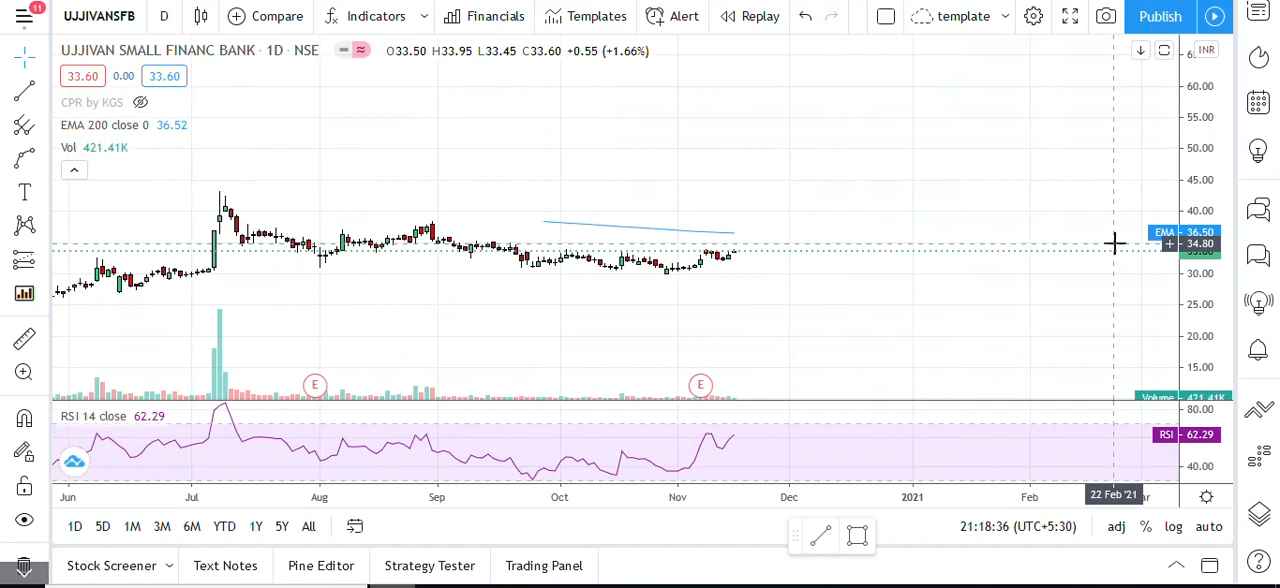 11
UJJIVANSFB D Compare Indicators Financials Templates Alert Replay template Publish
UJJIVAN SMALL FINANC BANK · 1D · NSE O33.50 H33.95 L33.45 C33.60 +0.55 (+1.66%)
INR
33.60 0.00 33.60
CPR by KGS
EMA 200 close 0 36.52
Vol 421.41K
60.00
55.00
50.00
45.00
40.00
EMA 36.50
34.80
30.00
25.00
20.00
15.00
E E
Volume 421.41K
RSI 14 close 62.29
80.00
RSI 62.29
40.00
Jun Jul Aug Sep Oct Nov Dec 2021 Feb 22 Feb '21
1D 5D 1M 3M 6M YTD 1Y 5Y All 21:18:36 (UTC+5:30) adj % log auto
Stock Screener Text Notes Pine Editor Strategy Tester Trading Panel